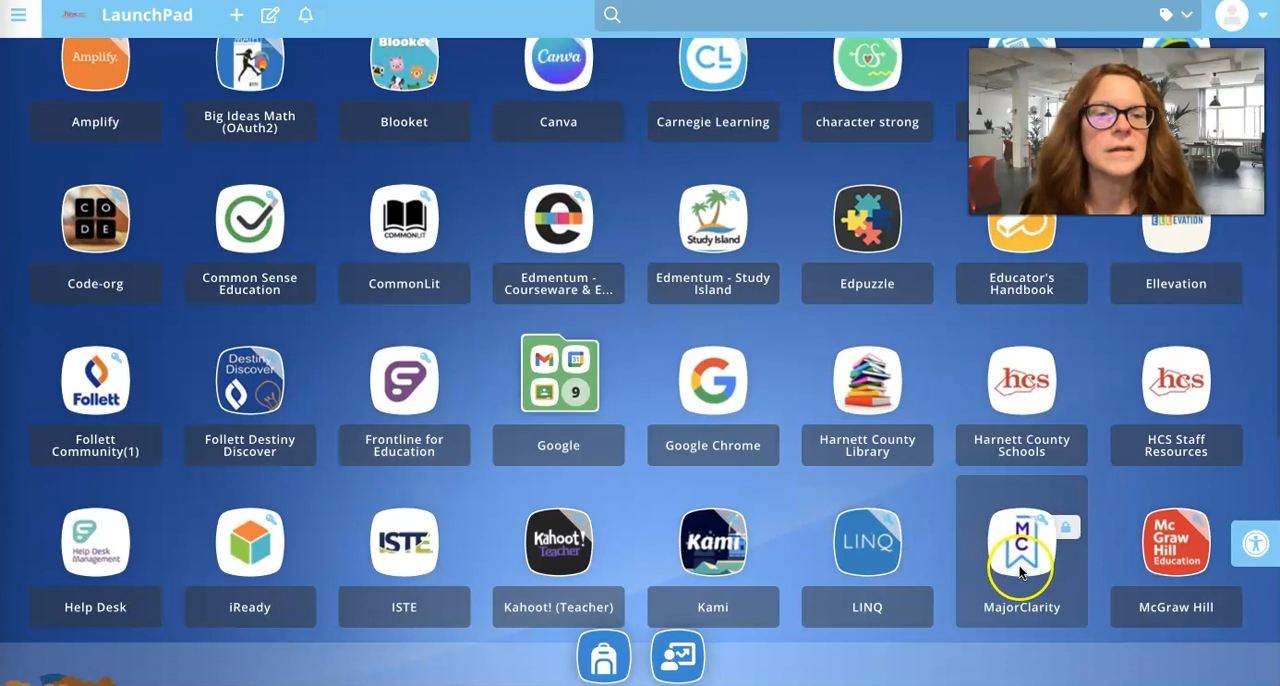 LaunchPad
Amplify.
MATH
Blooket
Canva
CL
CS
Amplify
Big Ideas Math
(OAuth2)
Blooket
Canva
Carnegie Learning
character strong
CODE
COMMONLIT
Study Island
ELLEVATION
Code-org
Common Sense
Education
CommonLit
Edmentum -
Courseware & E...
Edmentum - Study
Island
Edpuzzle
Educator's
Handbook
Ellevation
Follett
Destiny
Discover
9
hcs
hcs
Follett
Community(1)
Follett Destiny
Discover
Frontline for
Education
Google
Google Chrome
Harnett County
Library
Harnett County
Schools
HCS Staff
Resources
Help Desk
Management
ISTE
Kahoot!
Teacher
Kami
LINQ
MC
Mc
Graw
Hill
Education
Help Desk
iReady
ISTE
Kahoot! (Teacher)
Kami
LINQ
MajorClarity
McGraw Hill